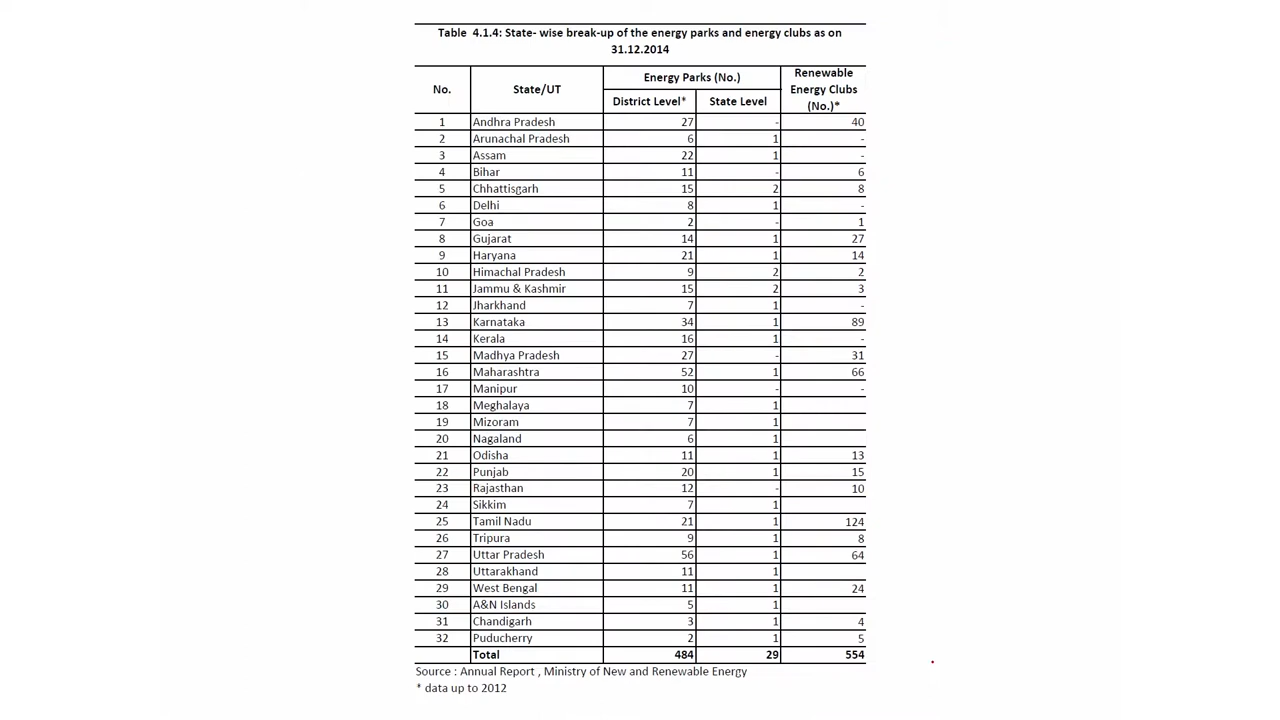 Table 4.1.4: State- wise break-up of the energy parks and energy clubs as on
31.12.2014
No. State/UT Energy Parks (No.) Renewable Energy Clubs (No.)*
District Level* State Level
1 Andhra Pradesh 27 - 40
2 Arunachal Pradesh 6 1 -
3 Assam 22 1 -
4 Bihar 11 - 6
5 Chhattisgarh 15 2 8
6 Delhi 8 1 -
7 Goa 2 - 1
8 Gujarat 14 1 27
9 Haryana 21 1 14
10 Himachal Pradesh 9 2 2
11 Jammu & Kashmir 15 2 3
12 Jharkhand 7 1 -
13 Karnataka 34 1 89
14 Kerala 16 1 -
15 Madhya Pradesh 27 - 31
16 Maharashtra 52 1 66
17 Manipur 10 - -
18 Meghalaya 7 1
19 Mizoram 7 1
20 Nagaland 6 1
21 Odisha 11 1 13
22 Punjab 20 1 15
23 Rajasthan 12 - 10
24 Sikkim 7 1
25 Tamil Nadu 21 1 124
26 Tripura 9 1 8
27 Uttar Pradesh 56 1 64
28 Uttarakhand 11 1
29 West Bengal 11 1 24
30 A&N Islands 5 1
31 Chandigarh 3 1 4
32 Puducherry 2 1 5
Total 484 29 554
Source : Annual Report , Ministry of New and Renewable Energy
* data up to 2012